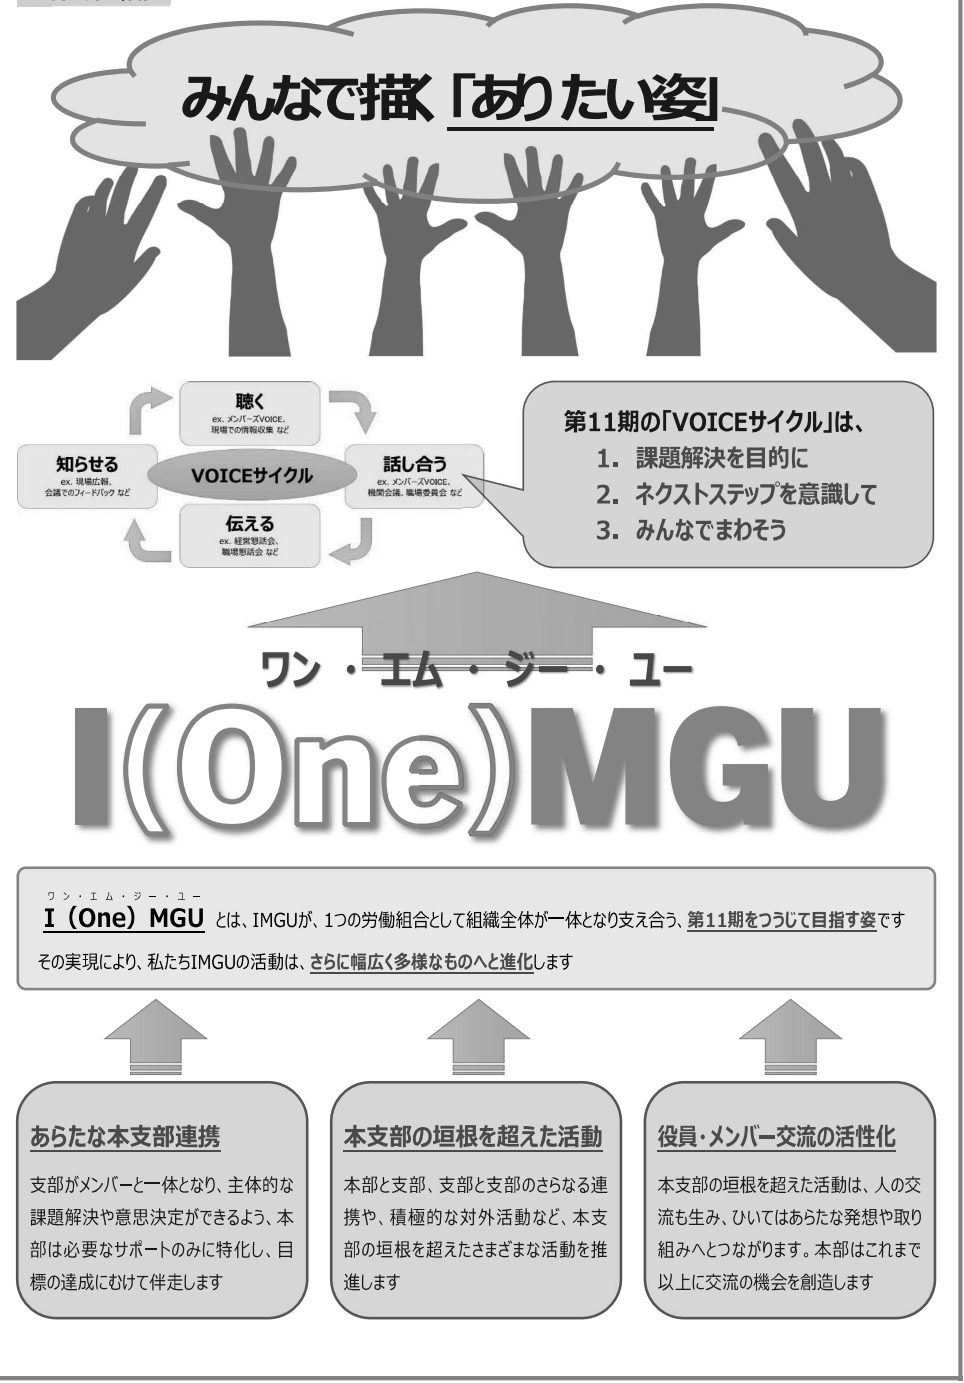 みんなで描く「ありたい姿」
聴く
ex. メンバーズVOICE、
現場での情報収集 など
知らせる
ex. 現場広報、
会議でのフィードバック など
VOICEサイクル
話し合う
ex. メンバーズVOICE、
機関会議、職場委員会 など
伝える
ex. 経営懇話会、
職場懇話会 など
第11期の「VOICEサイクル」は、
1. 課題解決を目的に
2. ネクストステップを意識して
3. みんなでまわそう
ワン・エム・ジー・ユー
I(One)MGU
ワン・エム・ジー・ユー
I(One)MGU とは、IMGUが、1つの労働組合として組織全体が一体となり支え合う、第11期をつうじて目指す姿です
その実現により、私たちIMGUの活動は、さらに幅広く多様なものへと進化します
あらたな本支部連携
支部がメンバーと一体となり、主体的な
課題解決や意思決定ができるよう、本
部は必要なサポートのみに特化し、目
標の達成にむけて伴走します
本支部の垣根を超えた活動
本部と支部、支部と支部のさらなる連
携や、積極的な対外活動など、本支
部の垣根を超えたさまざまな活動を推
進します
役員・メンバー交流の活性化
本支部の垣根を超えた活動は、人の交
流も生み、ひいてはあらたな発想や取り
組みへとつながります。本部はこれまで
以上に交流の機会を創造します